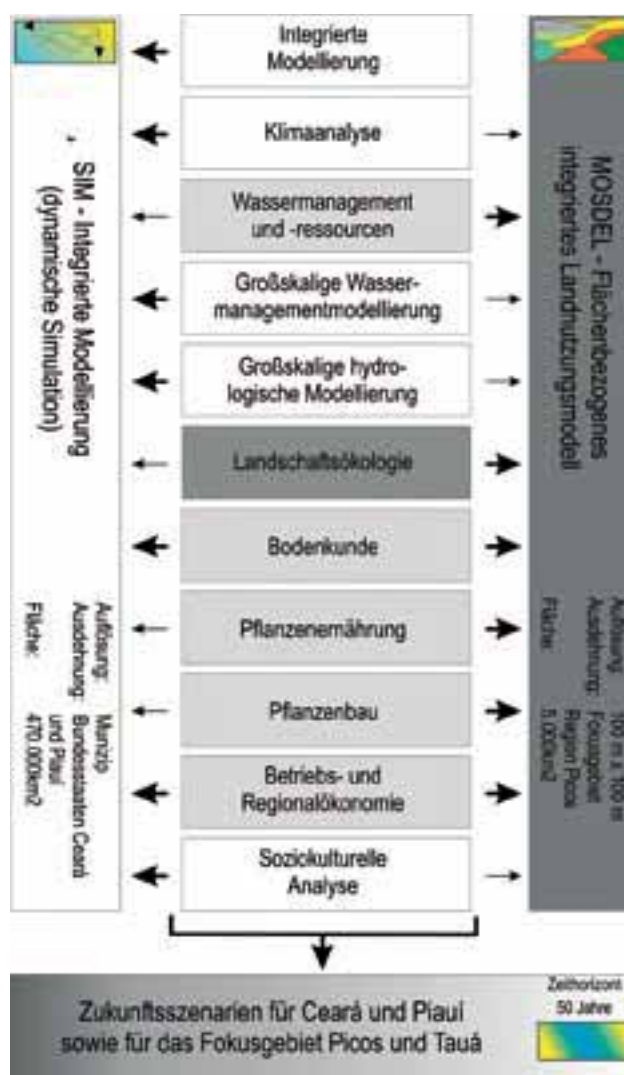 Integrierte
Modellierung
Klimaanalyse
Wassermanagement
und -ressourcen
Großskalige Wasser-
managementmodellierung
Großskalige hydro-
logische Modellierung
Landschaftsökologie
Bodenkunde
Pflanzenernährung
Pflanzenbau
Betriebs- und
Regionalökonomie
Soziokulturelle
Analyse
SIM - Integrierte Modellierung
(dynamische Simulation)
Auflösung: Munizip
Ausdehnung: Bundesstaaten Ceará
und Piauí
Fläche: 470.000km2
MOSDEL - Flächenbezogenes
integriertes Landnutzungsmodell
Auflösung: 100 m x 100 m
Ausdehnung: Fokusgebiet
Region Picos
Fläche: 5.000km2
Zukunftsszenarien für Ceará und Piauí
sowie für das Fokusgebiet Picos und Tauá
Zeithorizont
50 Jahre